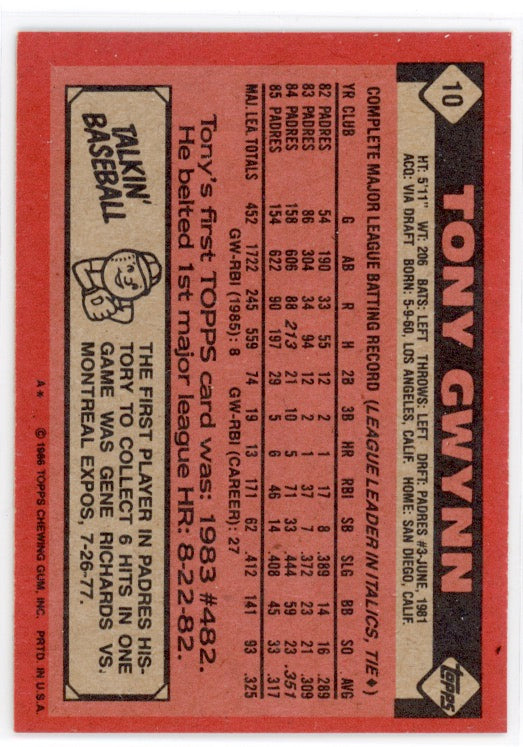 10
TONY GWYNN
topps
HT: 5'11" WT: 206 BATS: LEFT THROWS: LEFT DRFT: PADRES #3-JUNE, 1981
ACQ: VIA DRAFT BORN: 5-9-60, LOS ANGELES, CALIF. HOME: SAN DIEGO, CALIF.
COMPLETE MAJOR LEAGUE BATTING RECORD (LEAGUE LEADER IN ITALICS, TIE♦)
YR CLUB G AB R H 2B 3B HR RBI SB SLG BB SO AVG
82 PADRES 54 190 33 55 12 2 1 17 8 .389 14 16 .289
83 PADRES 86 304 34 94 12 2 1 37 7 .372 23 21 .309
84 PADRES 158 606 88 213 21 10 5 71 33 .444 59 23 .351
85 PADRES 154 622 90 197 29 5 6 46 14 .408 45 33 .317
MAJ.LEA.TOTALS 452 1722 245 559 74 19 13 171 62 .412 141 93 .325
GW-RBI (1985): 8 GW-RBI (CAREER): 27
Tony's first TOPPS card was: 1983 #482.
He belted 1st major league HR: 8-22-82.
TALKIN'
BASEBALL
THE FIRST PLAYER IN PADRES HIS-
TORY TO COLLECT 6 HITS IN ONE
GAME WAS GENE RICHARDS VS.
MONTREAL EXPOS, 7-26-77.
A* © 1986 TOPPS CHEWING GUM, INC. PRTD. IN U.S.A.